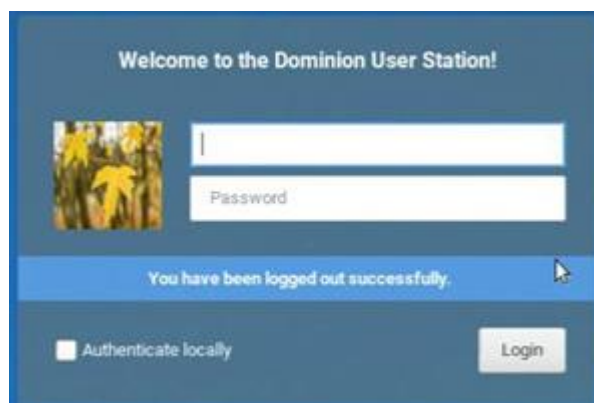 Welcome to the Dominion User Station!
Password
You have been logged out successfully.
Authenticate locally
Login